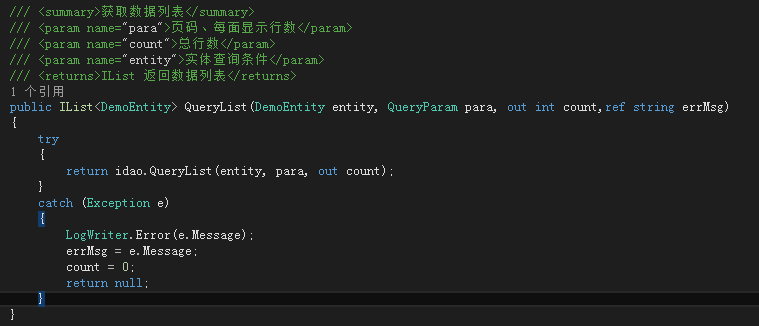 /// <summary>获取数据列表</summary>
/// <param name="para">页码、每面显示行数</param>
/// <param name="count">总行数</param>
/// <param name="entity">实体查询条件</param>
/// <returns>IList 返回数据列表</returns>
1 个引用
public IList<DemoEntity> QueryList(DemoEntity entity, QueryParam para, out int count,ref string errMsg)
{
try
{
return idao.QueryList(entity, para, out count);
}
catch (Exception e)
{
LogWriter.Error(e.Message);
errMsg = e.Message;
count = 0;
return null;
}
}